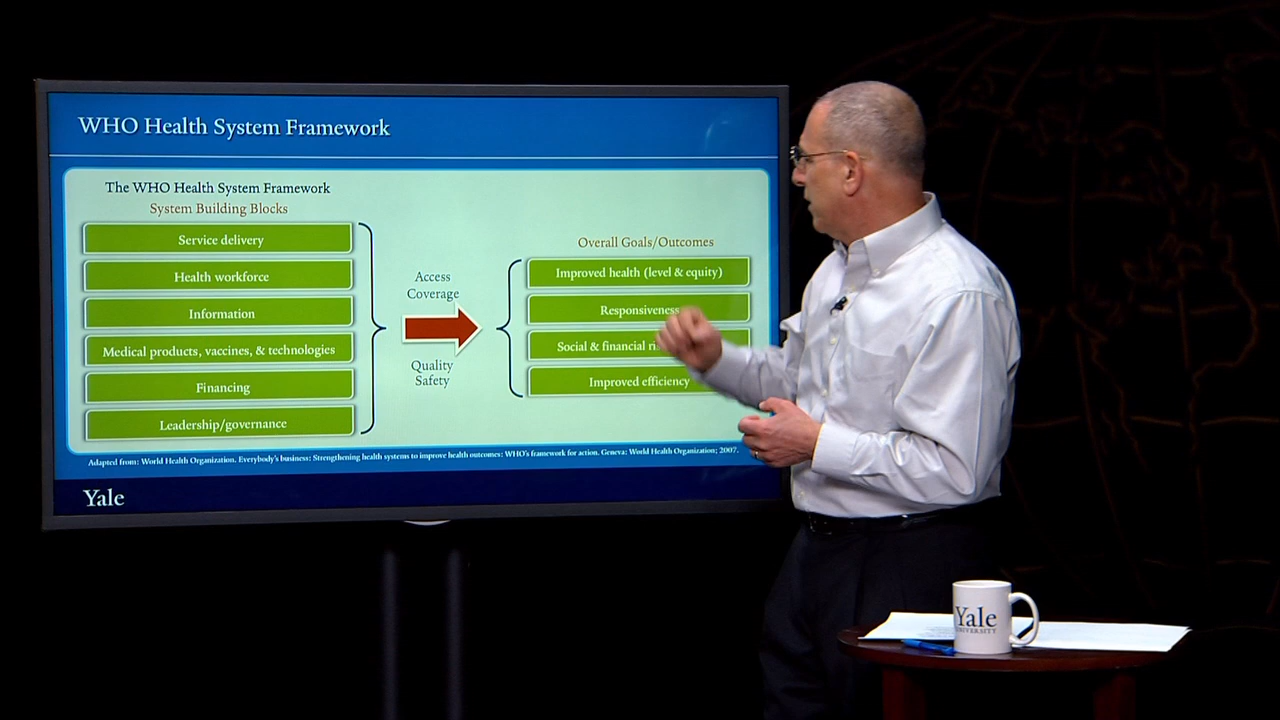 WHO Health System Framework
The WHO Health System Framework
System Building Blocks
Service delivery
Health workforce
Information
Medical products, vaccines, & technologies
Financing
Leadership/governance
Access
Coverage
Quality
Safety
Overall Goals/Outcomes
Improved health (level & equity)
Responsiveness
Social & financial
Improved efficiency
Adapted from: World Health Organization. Everybody's business: Strengthening health systems to improve health outcomes: WHO's framework for action. Geneva: World Health Organization; 2007.
Yale
Yale
UNIVERSITY